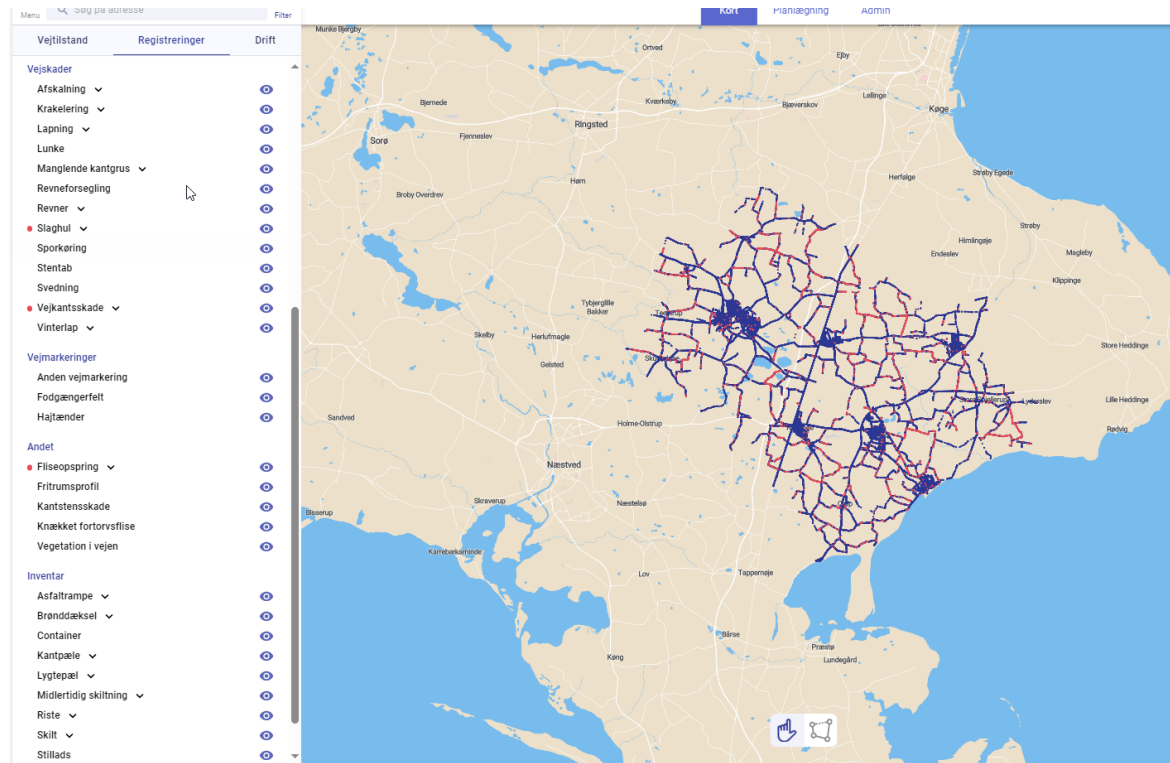 Menu
Søg på adresse
Filter
Kort
Planlægning
Admin
Vejtilstand
Registreringer
Drift
Vejskader
Afskalning
Krakelering
Lapning
Lunke
Manglende kantgrus
Revneforsegling
Revner
Slaghul
Sporkøring
Stentab
Svedning
Vejkantsskade
Vinterlap
Vejmarkeringer
Anden vejmarkering
Fodgængerfelt
Hajtænder
Andet
Fliseopspring
Fritrumsprofil
Kantstensskade
Knækket fortorvsflise
Vegetation i vejen
Inventar
Asfaltrampe
Brønddæksel
Container
Kantpæle
Lygtepæl
Midlertidig skiltning
Riste
Skilt
Stillads
Munke Bjergby
Ortved
Ejby
Lellinge
Bjernede
Kværkeby
Bjæverskov
Køge
Ringsted
Fjenneslev
Sorø
Høm
Herfølge
Strøby Egede
Broby Overdrev
Strøby
Himlingøje
Endeslev
Magleby
Klippinge
Tybjerglille
Bakker
Skelby
Herlufmagle
Gelsted
Store Heddinge
Lille Heddinge
Rødvig
Sandved
Holme-Olstrup
Næstved
Skraverup
Næstelsø
Bisserup
Karrebæksminde
Lov
Tappernøje
Bårse
Præstø
Køng
Lundegård